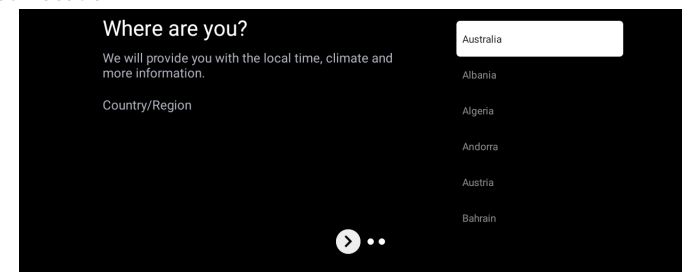 Where are you?
We will provide you with the local time, climate and
more information.
Country/Region
Australia
Albania
Algeria
Andorra
Austria
Bahrain